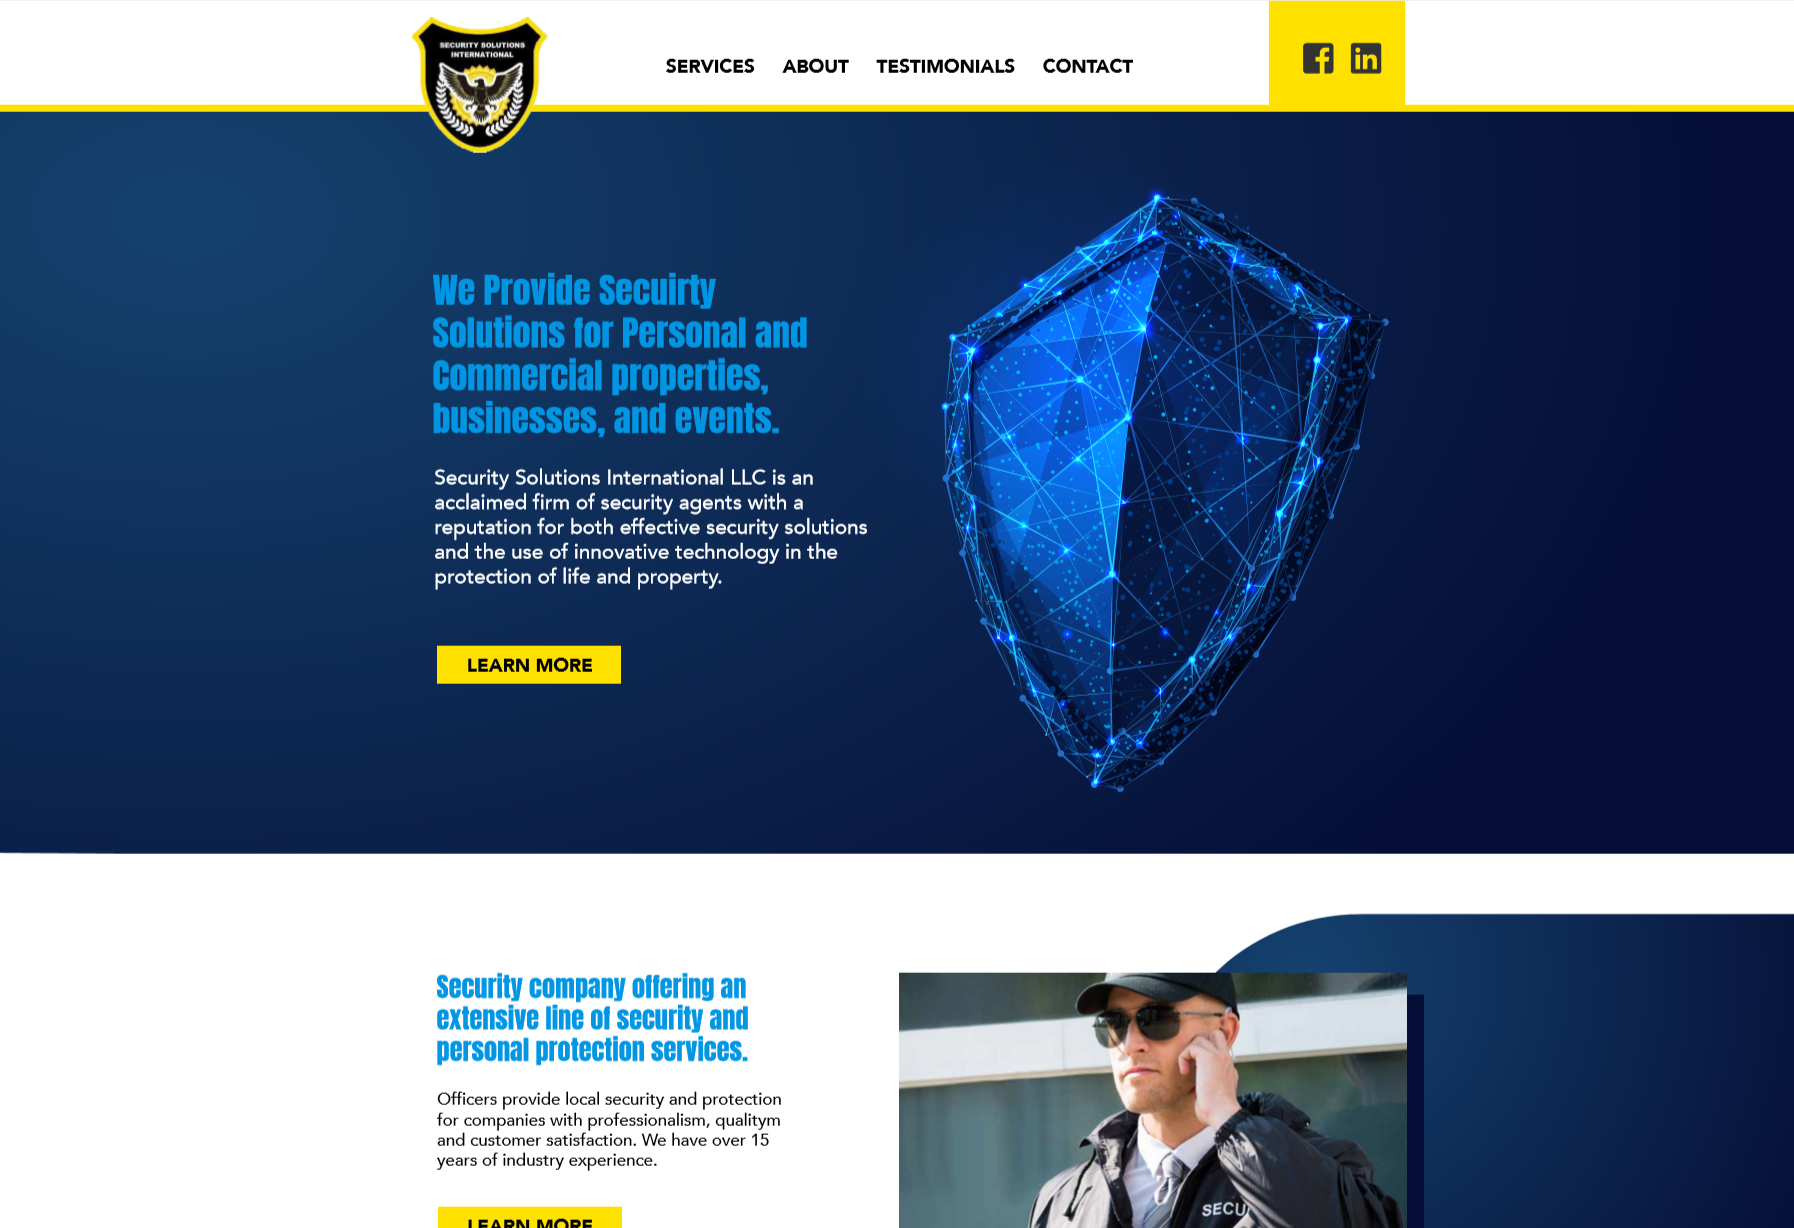 SECURITY SOLUTIONS
INTERNATIONAL
SERVICES ABOUT TESTIMONIALS CONTACT
We Provide Secuirty
Solutions for Personal and
Commercial properties,
businesses, and events.
Security Solutions International LLC is an
acclaimed firm of security agents with a
reputation for both effective security solutions
and the use of innovative technology in the
protection of life and property.
LEARN MORE
Security company offering an
extensive line of security and
personal protection services.
Officers provide local security and protection
for companies with professionalism, qualitym
and customer satisfaction. We have over 15
years of industry experience.
LEARN MORE
SECU